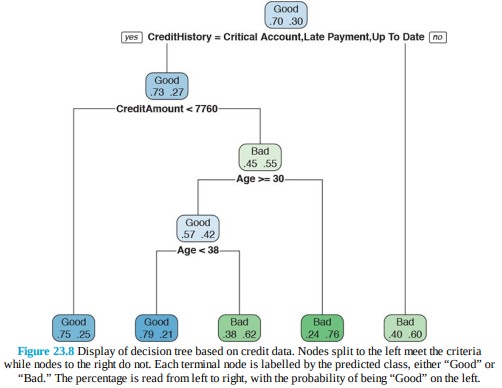 Good
.70 .30
yes CreditHistory = Critical Account,Late Payment,Up To Date no
Good
.73 .27
CreditAmount < 7760
Bad
.45 .55
Age >= 30
Good
.57 .42
Age < 38
Good
.75 .25
Good
.79 .21
Bad
.38 .62
Bad
.24 .76
Bad
.40 .60
Figure 23.8 Display of decision tree based on credit data. Nodes split to the left meet the criteria
while nodes to the right do not. Each terminal node is labelled by the predicted class, either “Good” or
“Bad.” The percentage is read from left to right, with the probability of being “Good” on the left.